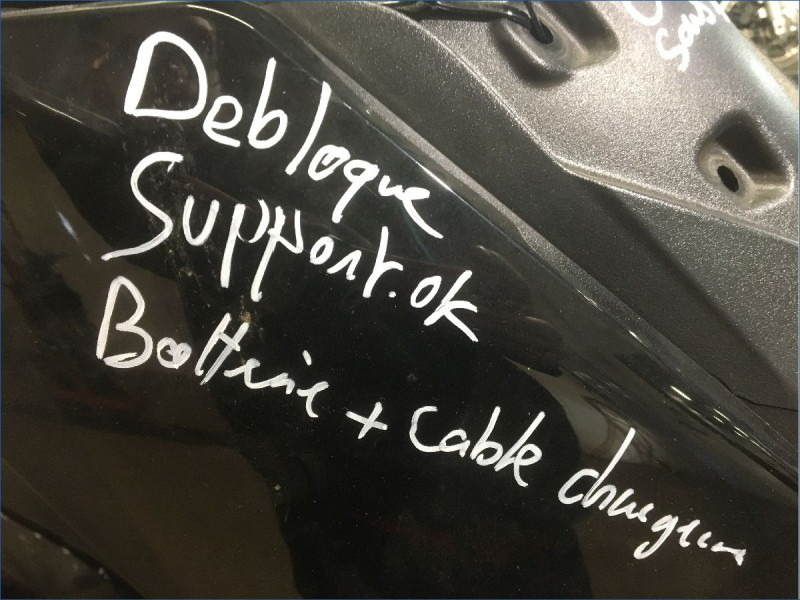 Debloque
Support.ok
Batterie + cable chargeur